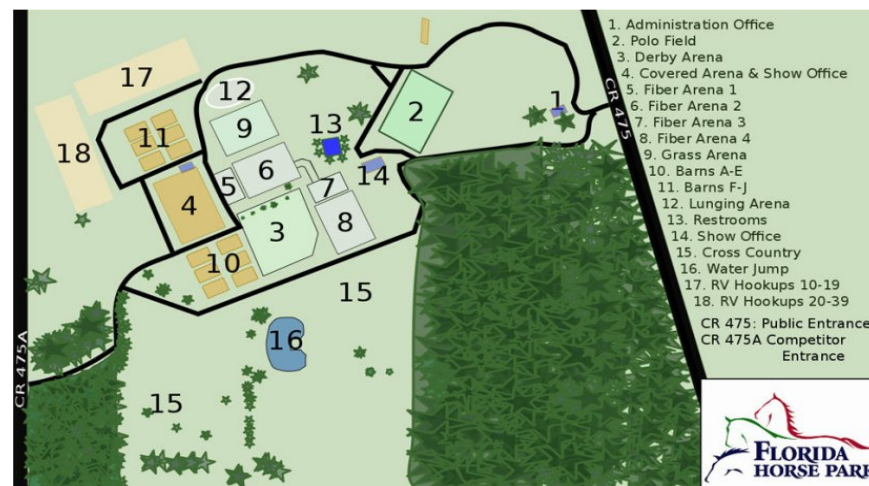 1. Administration Office
2. Polo Field
3. Derby Arena
4. Covered Arena & Show Office
5. Fiber Arena 1
6. Fiber Arena 2
7. Fiber Arena 3
8. Fiber Arena 4
9. Grass Arena
10. Barns A-E
11. Barns F-J
12. Lunging Arena
13. Restrooms
14. Show Office
15. Cross Country
16. Water Jump
17. RV Hookups 10-19
18. RV Hookups 20-39
CR 475: Public Entrance
CR 475A Competitor
Entrance
17
12
1
2
11
13
9
18
14
6
5
7
4
8
3
10
15
16
15
CR 475
CR 475A
FLORIDA
HORSE PARK